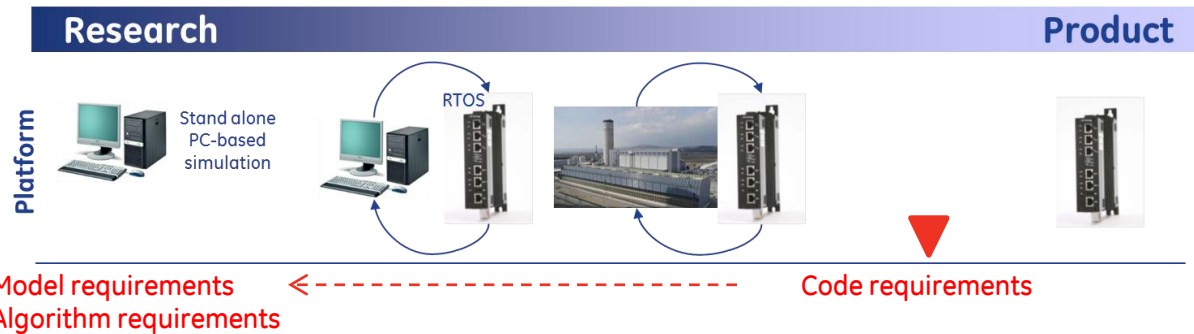 Research
Product
Platform
Stand alone
PC-based
simulation
RTOS
Model requirements
Code requirements
Algorithm requirements